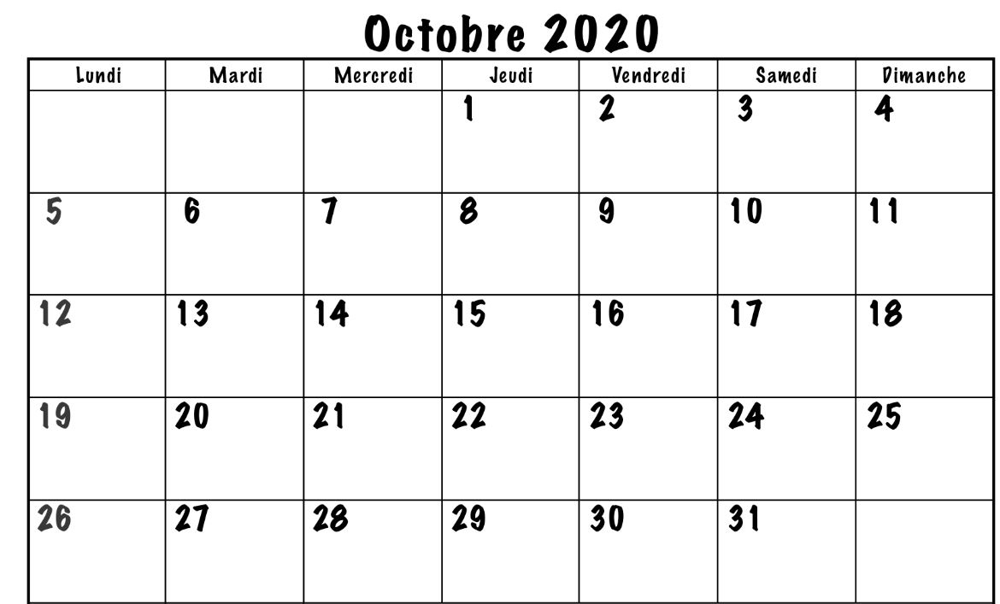 Octobre 2020
Lundi Mardi Mercredi Jeudi Vendredi Samedi Dimanche
1 2 3 4
5 6 7 8 9 10 11
12 13 14 15 16 17 18
19 20 21 22 23 24 25
26 27 28 29 30 31